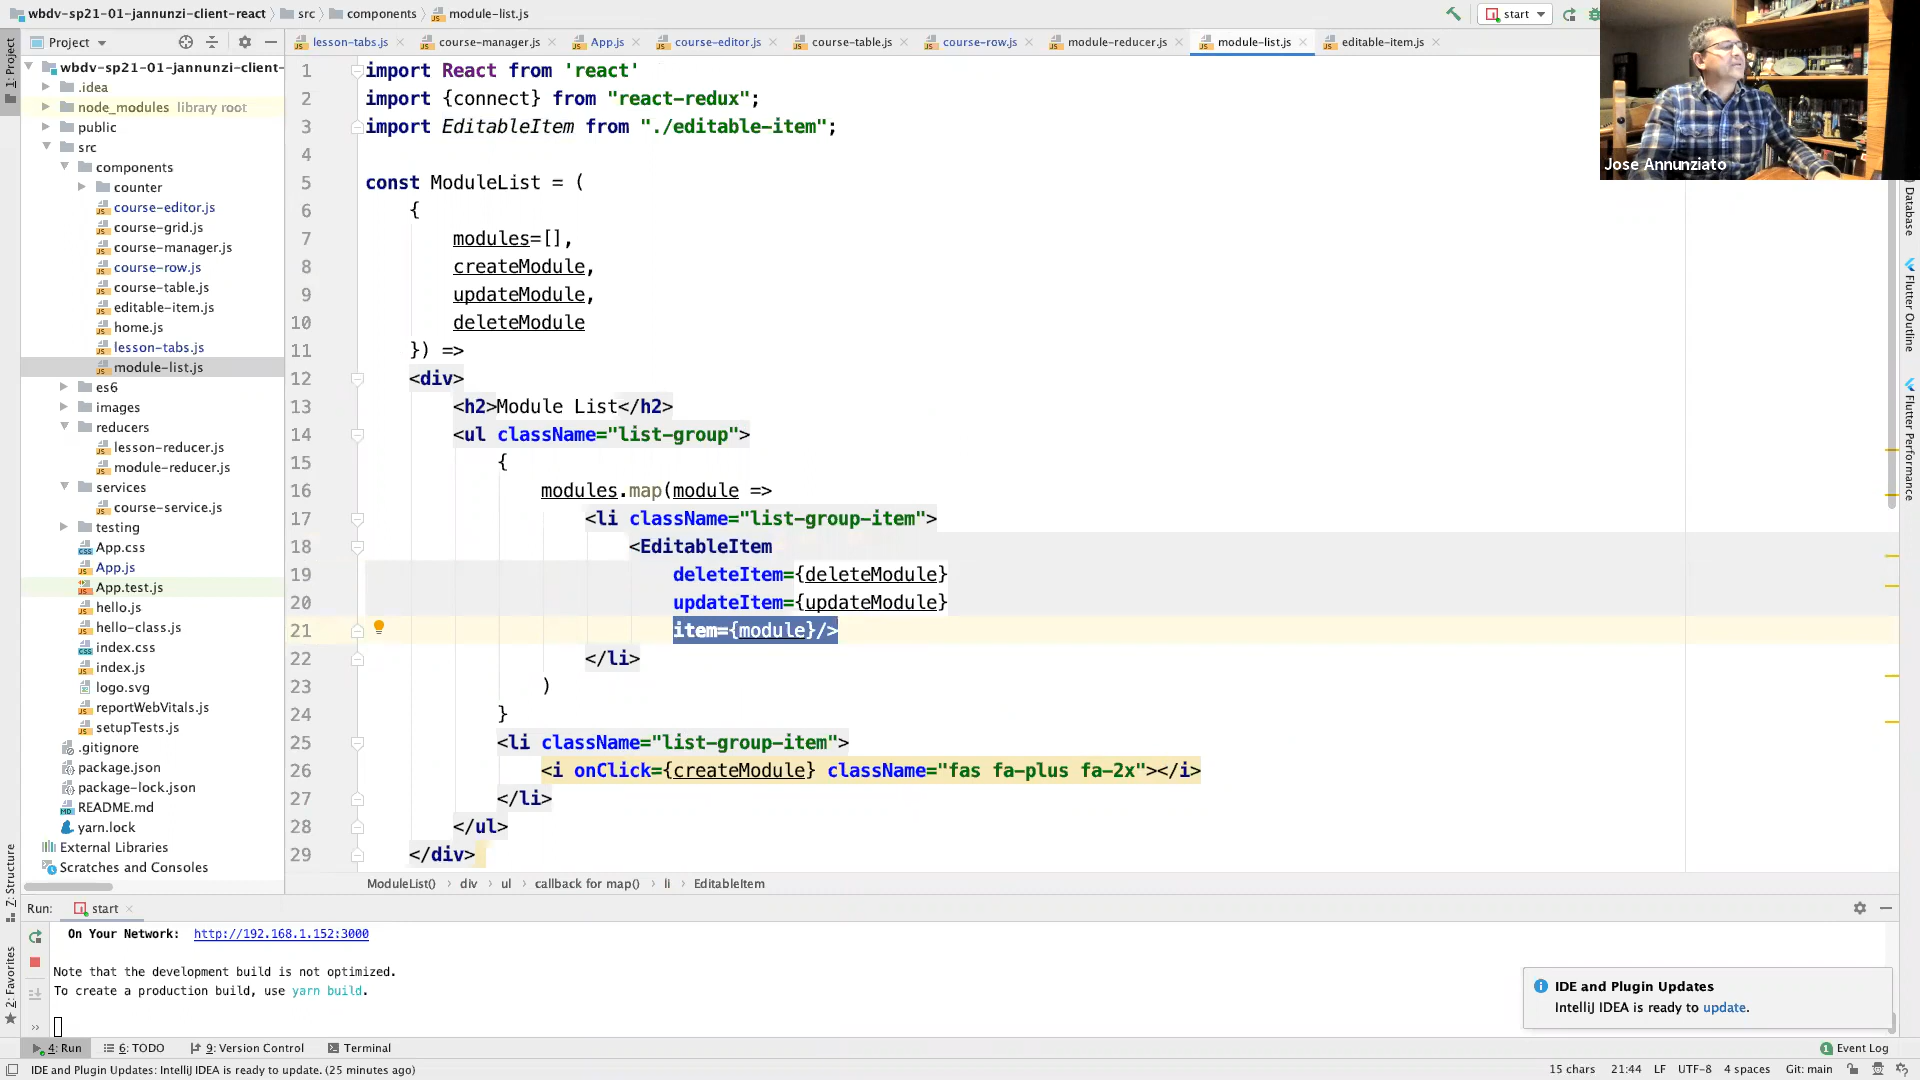 wbdv-sp21-01-jannunzi-client-react > src > components > module-list.js
start
Project
lesson-tabs.js
course-manager.js
App.js
course-editor.js
course-table.js
course-row.js
module-reducer.js
module-list.js
editable-item.js
1: Project
wbdv-sp21-01-jannunzi-client-
.idea
node_modules library root
public
src
components
counter
course-editor.js
course-grid.js
course-manager.js
course-row.js
course-table.js
editable-item.js
home.js
lesson-tabs.js
module-list.js
es6
images
reducers
lesson-reducer.js
module-reducer.js
services
course-service.js
testing
App.css
App.js
App.test.js
hello.js
hello-class.js
index.css
index.js
logo.svg
reportWebVitals.js
setupTests.js
.gitignore
package.json
package-lock.json
README.md
yarn.lock
External Libraries
Scratches and Consoles
1 import React from 'react'
2 import {connect} from "react-redux";
3 import EditableItem from "./editable-item";
4
5 const ModuleList = (
6 {
7 modules=[],
8 createModule,
9 updateModule,
10 deleteModule
11 }) =>
12 <div>
13 <h2>Module List</h2>
14 <ul className="list-group">
15 {
16 modules.map(module =>
17 <li className="list-group-item">
18 <EditableItem
19 deleteItem={deleteModule}
20 updateItem={updateModule}
21 item={module}/>
22 </li>
23 )
24 }
25 <li className="list-group-item">
26 <i onClick={createModule} className="fas fa-plus fa-2x"></i>
27 </li>
28 </ul>
29 </div>
ModuleList() > div > ul > callback for map() > li > EditableItem
Jose Annunziato
Database
Flutter Outline
Flutter Performance
Z: Structure
2: Favorites
Run: start
On Your Network: http://192.168.1.152:3000
Note that the development build is not optimized.
To create a production build, use yarn build.
IDE and Plugin Updates
IntelliJ IDEA is ready to update.
4: Run
6: TODO
9: Version Control
Terminal
1 Event Log
IDE and Plugin Updates: IntelliJ IDEA is ready to update. (25 minutes ago)
15 chars 21:44 LF UTF-8 4 spaces Git: main